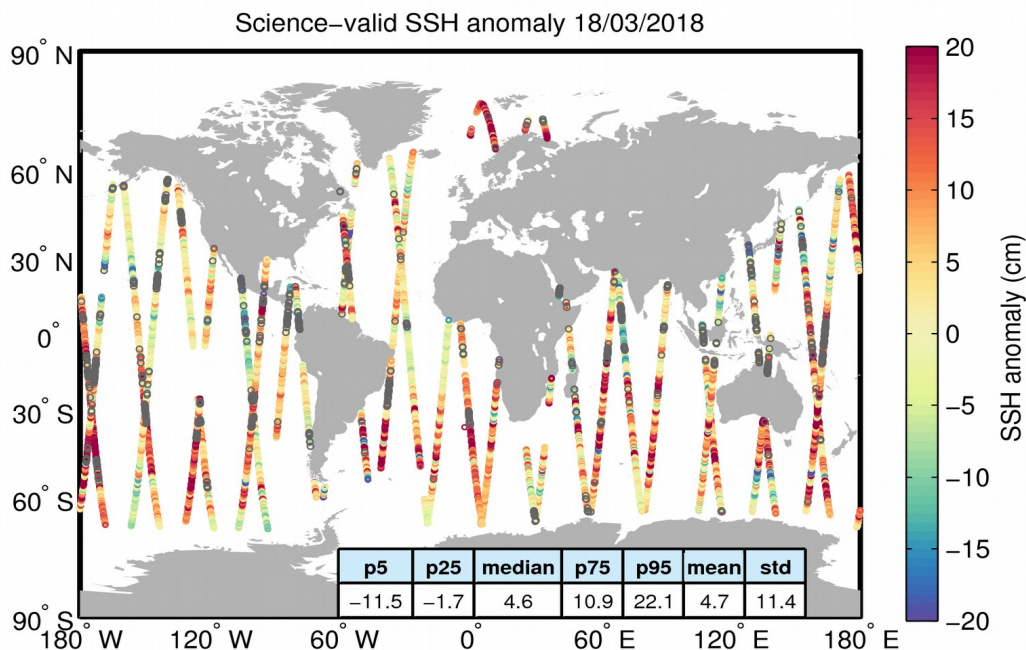 Science−valid SSH anomaly 18/03/2018
90° N
60° N
30° N
0°
30° S
60° S
90° S
180° W
120° W
60° W
0°
60° E
120° E
180° E
p5 p25 median p75 p95 mean std
−11.5 −1.7 4.6 10.9 22.1 4.7 11.4
20
15
10
5
0
−5
−10
−15
−20
SSH anomaly (cm)